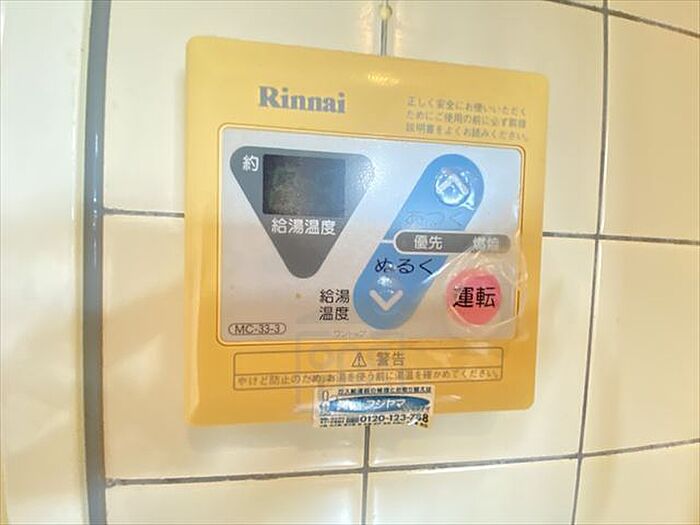 Rinnai
正しく安全にお使いいただく
ためにご使用の前に必ず取扱
説明書をよくお読みください。
約
給湯温度
あつく
優先
燃焼
ぬるく
給湯
温度
運転
MC-33-3
⚠警告
やけど防止のため、お湯を使う前に湯温を確かめてください。
フジヤマ
0120-123-